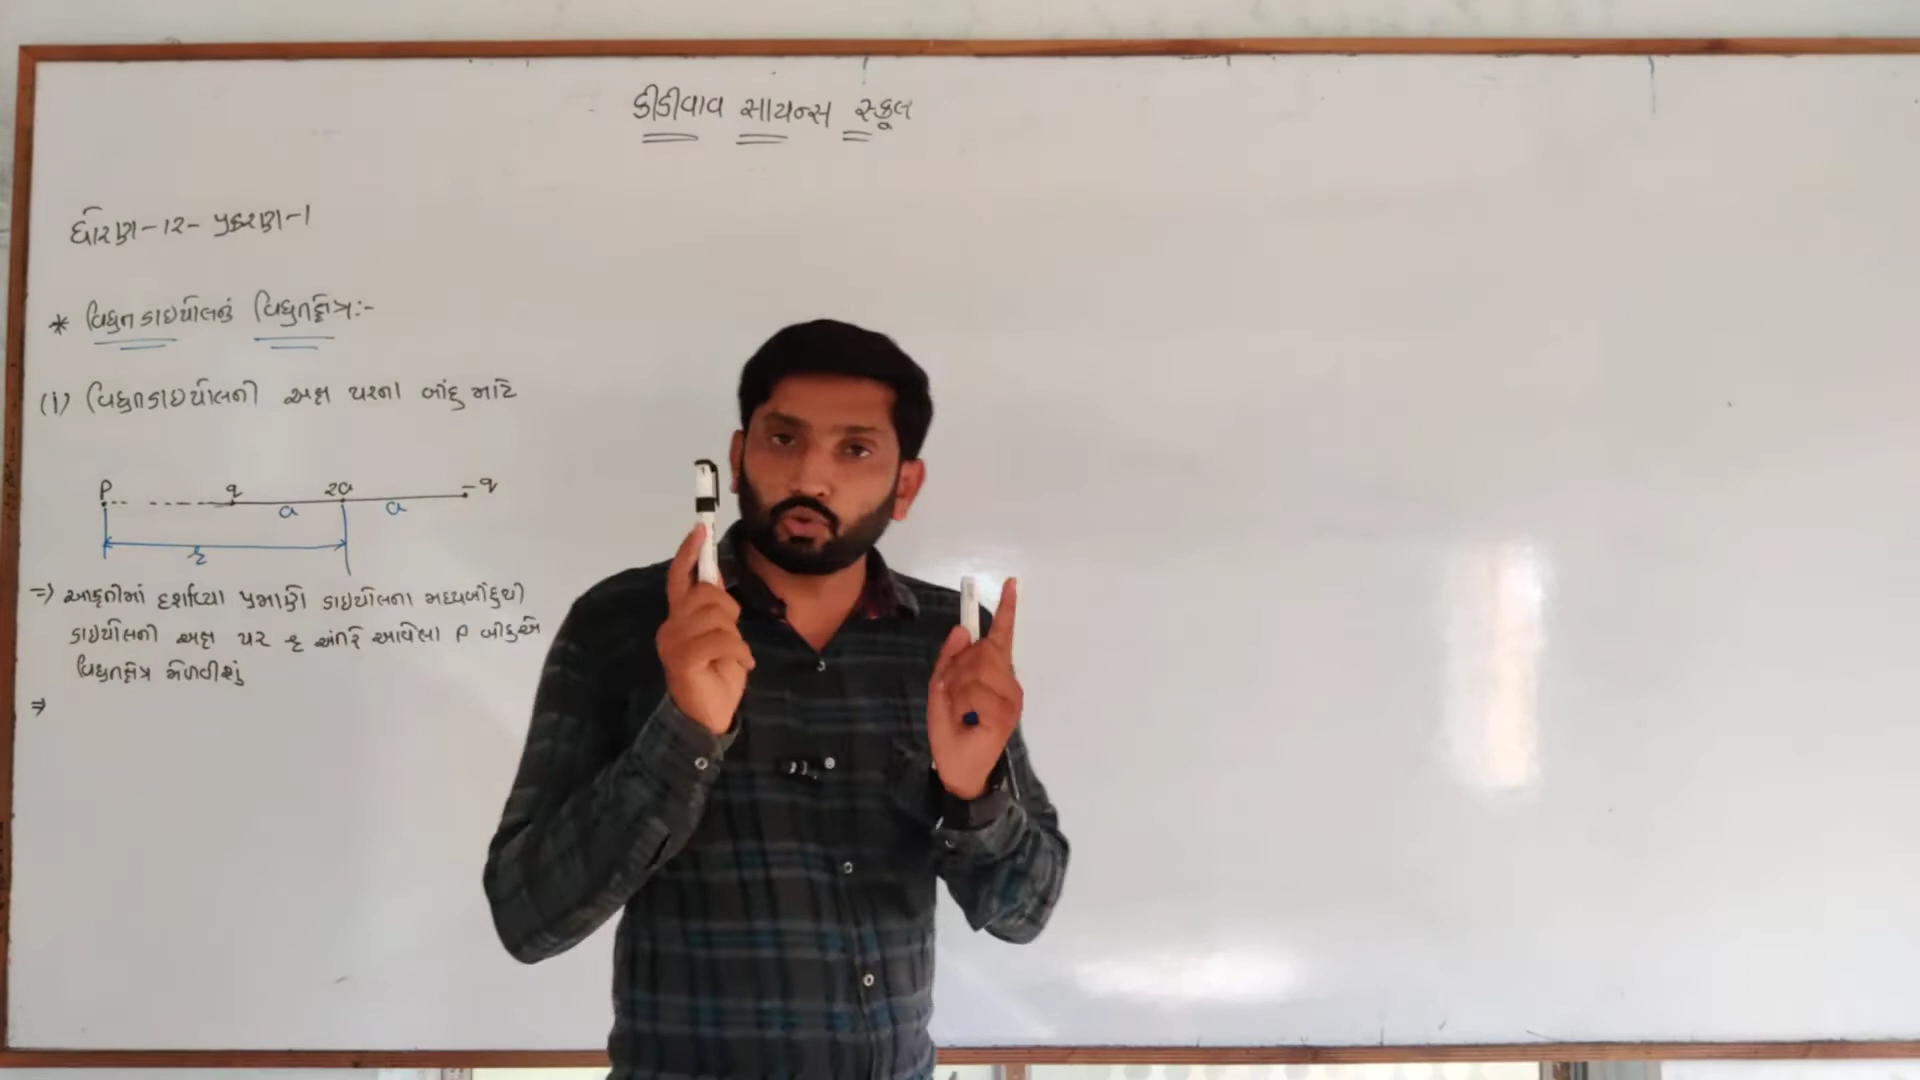 ડીડીવાવ સાયન્સ સ્કૂલ
ધોરણ-૧૨- પ્રકરણ-૧
* વિદ્યુતડાઇપોલનું વિદ્યુતક્ષેત્ર:-
(i) વિદ્યુતડાઇપોલની અક્ષ પરના બીંદુ માટે
P q 2a -q
a a
r
⇒ આકૃતીમાં દર્શાવ્યા પ્રમાણે ડાઇપોલના મધ્યબીંદુથી
ડાઇપોલની અક્ષ પર r અંતરે આવેલા P બીંદુએ
વિદ્યુતક્ષેત્ર મેળવીશું
⇒